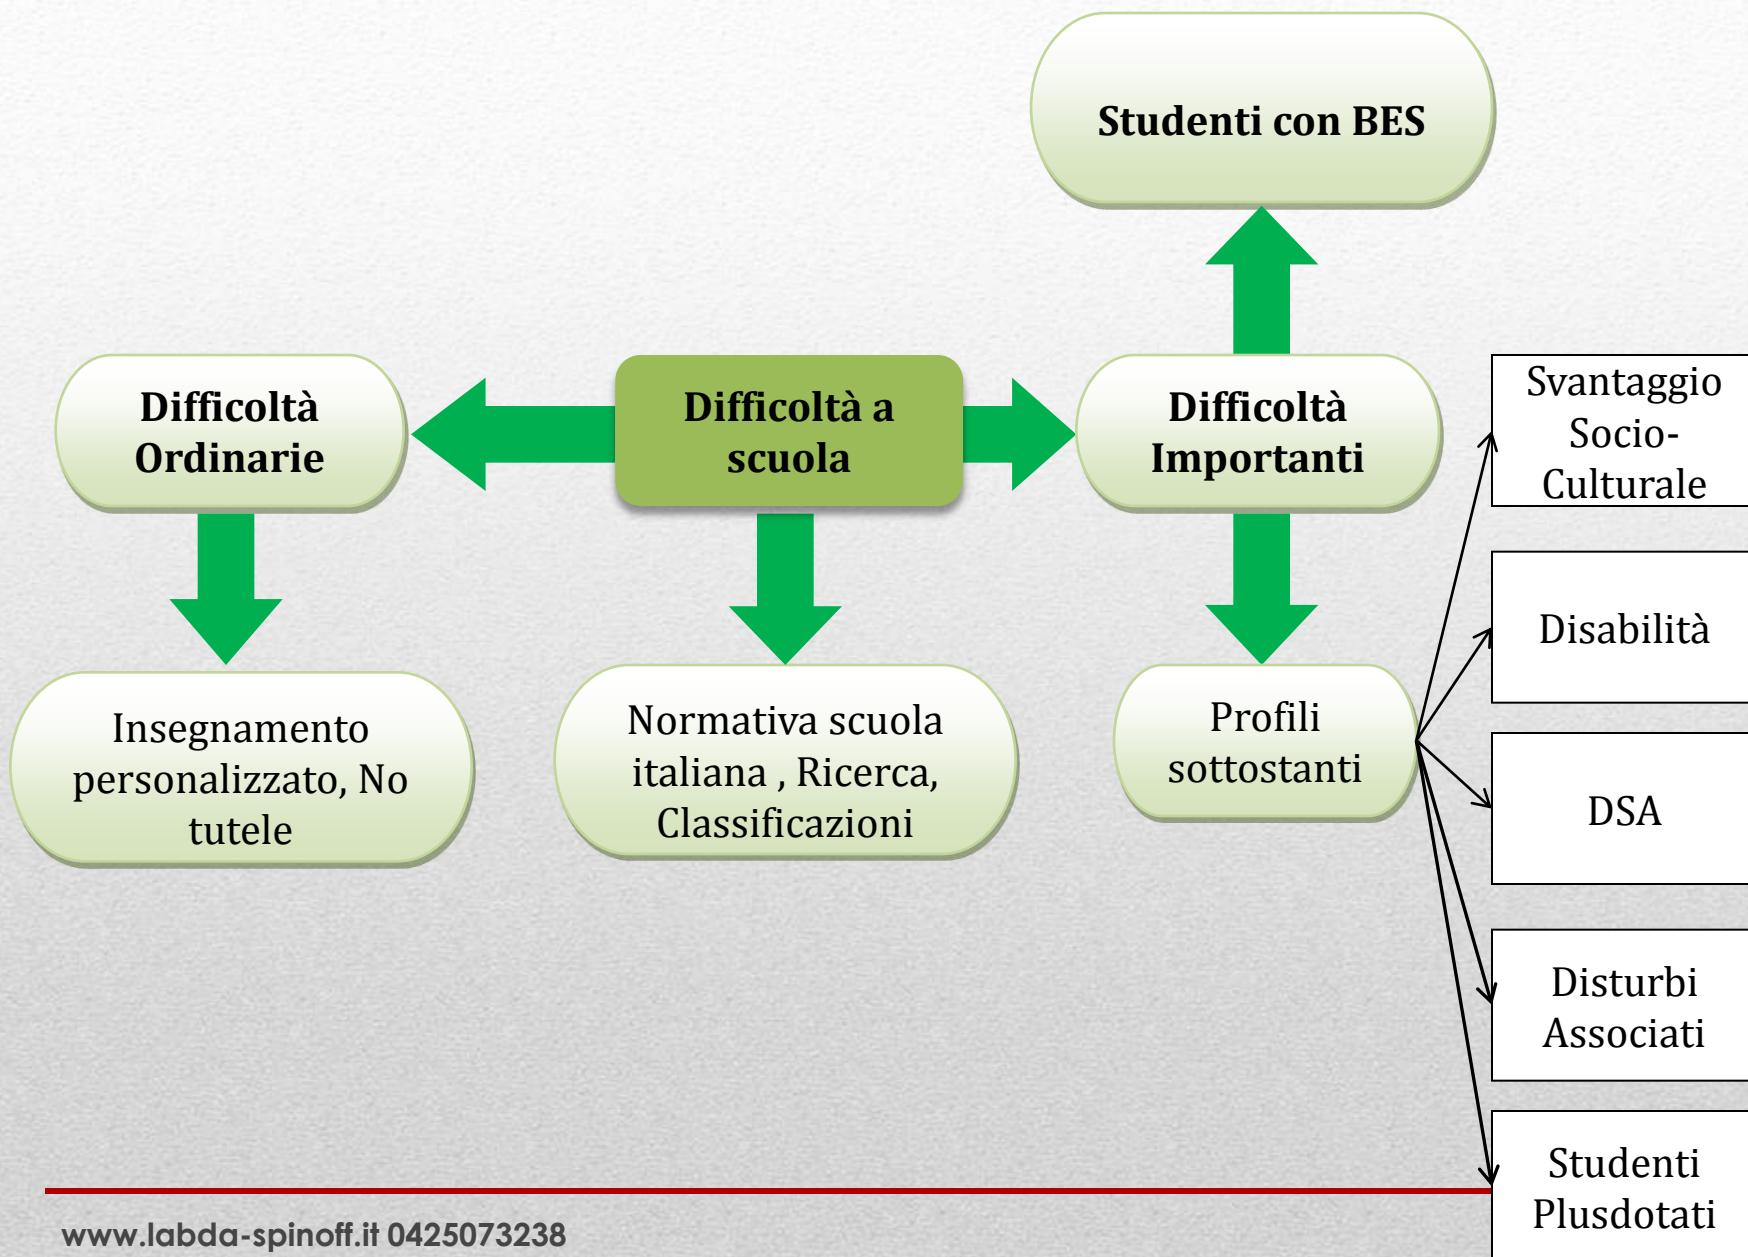 Studenti con BES
Difficoltà
Ordinarie
Difficoltà a
scuola
Difficoltà
Importanti
Svantaggio
Socio-
Culturale
Disabilità
Insegnamento
personalizzato, No
tutele
Normativa scuola
italiana , Ricerca,
Classificazioni
Profili
sottostanti
DSA
Disturbi
Associati
Studenti
Plusdotati
www.labda-spinoff.it 0425073238